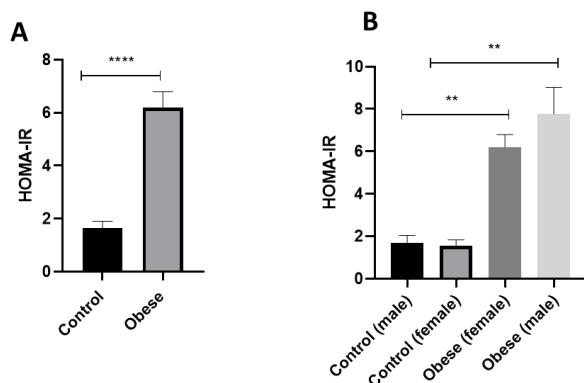 A
****
HOMA-IR
8
6
4
2
0
Control
Obese
B
**
**
HOMA-IR
10
8
6
4
2
0
Control (male)
Control (female)
Obese (female)
Obese (male)